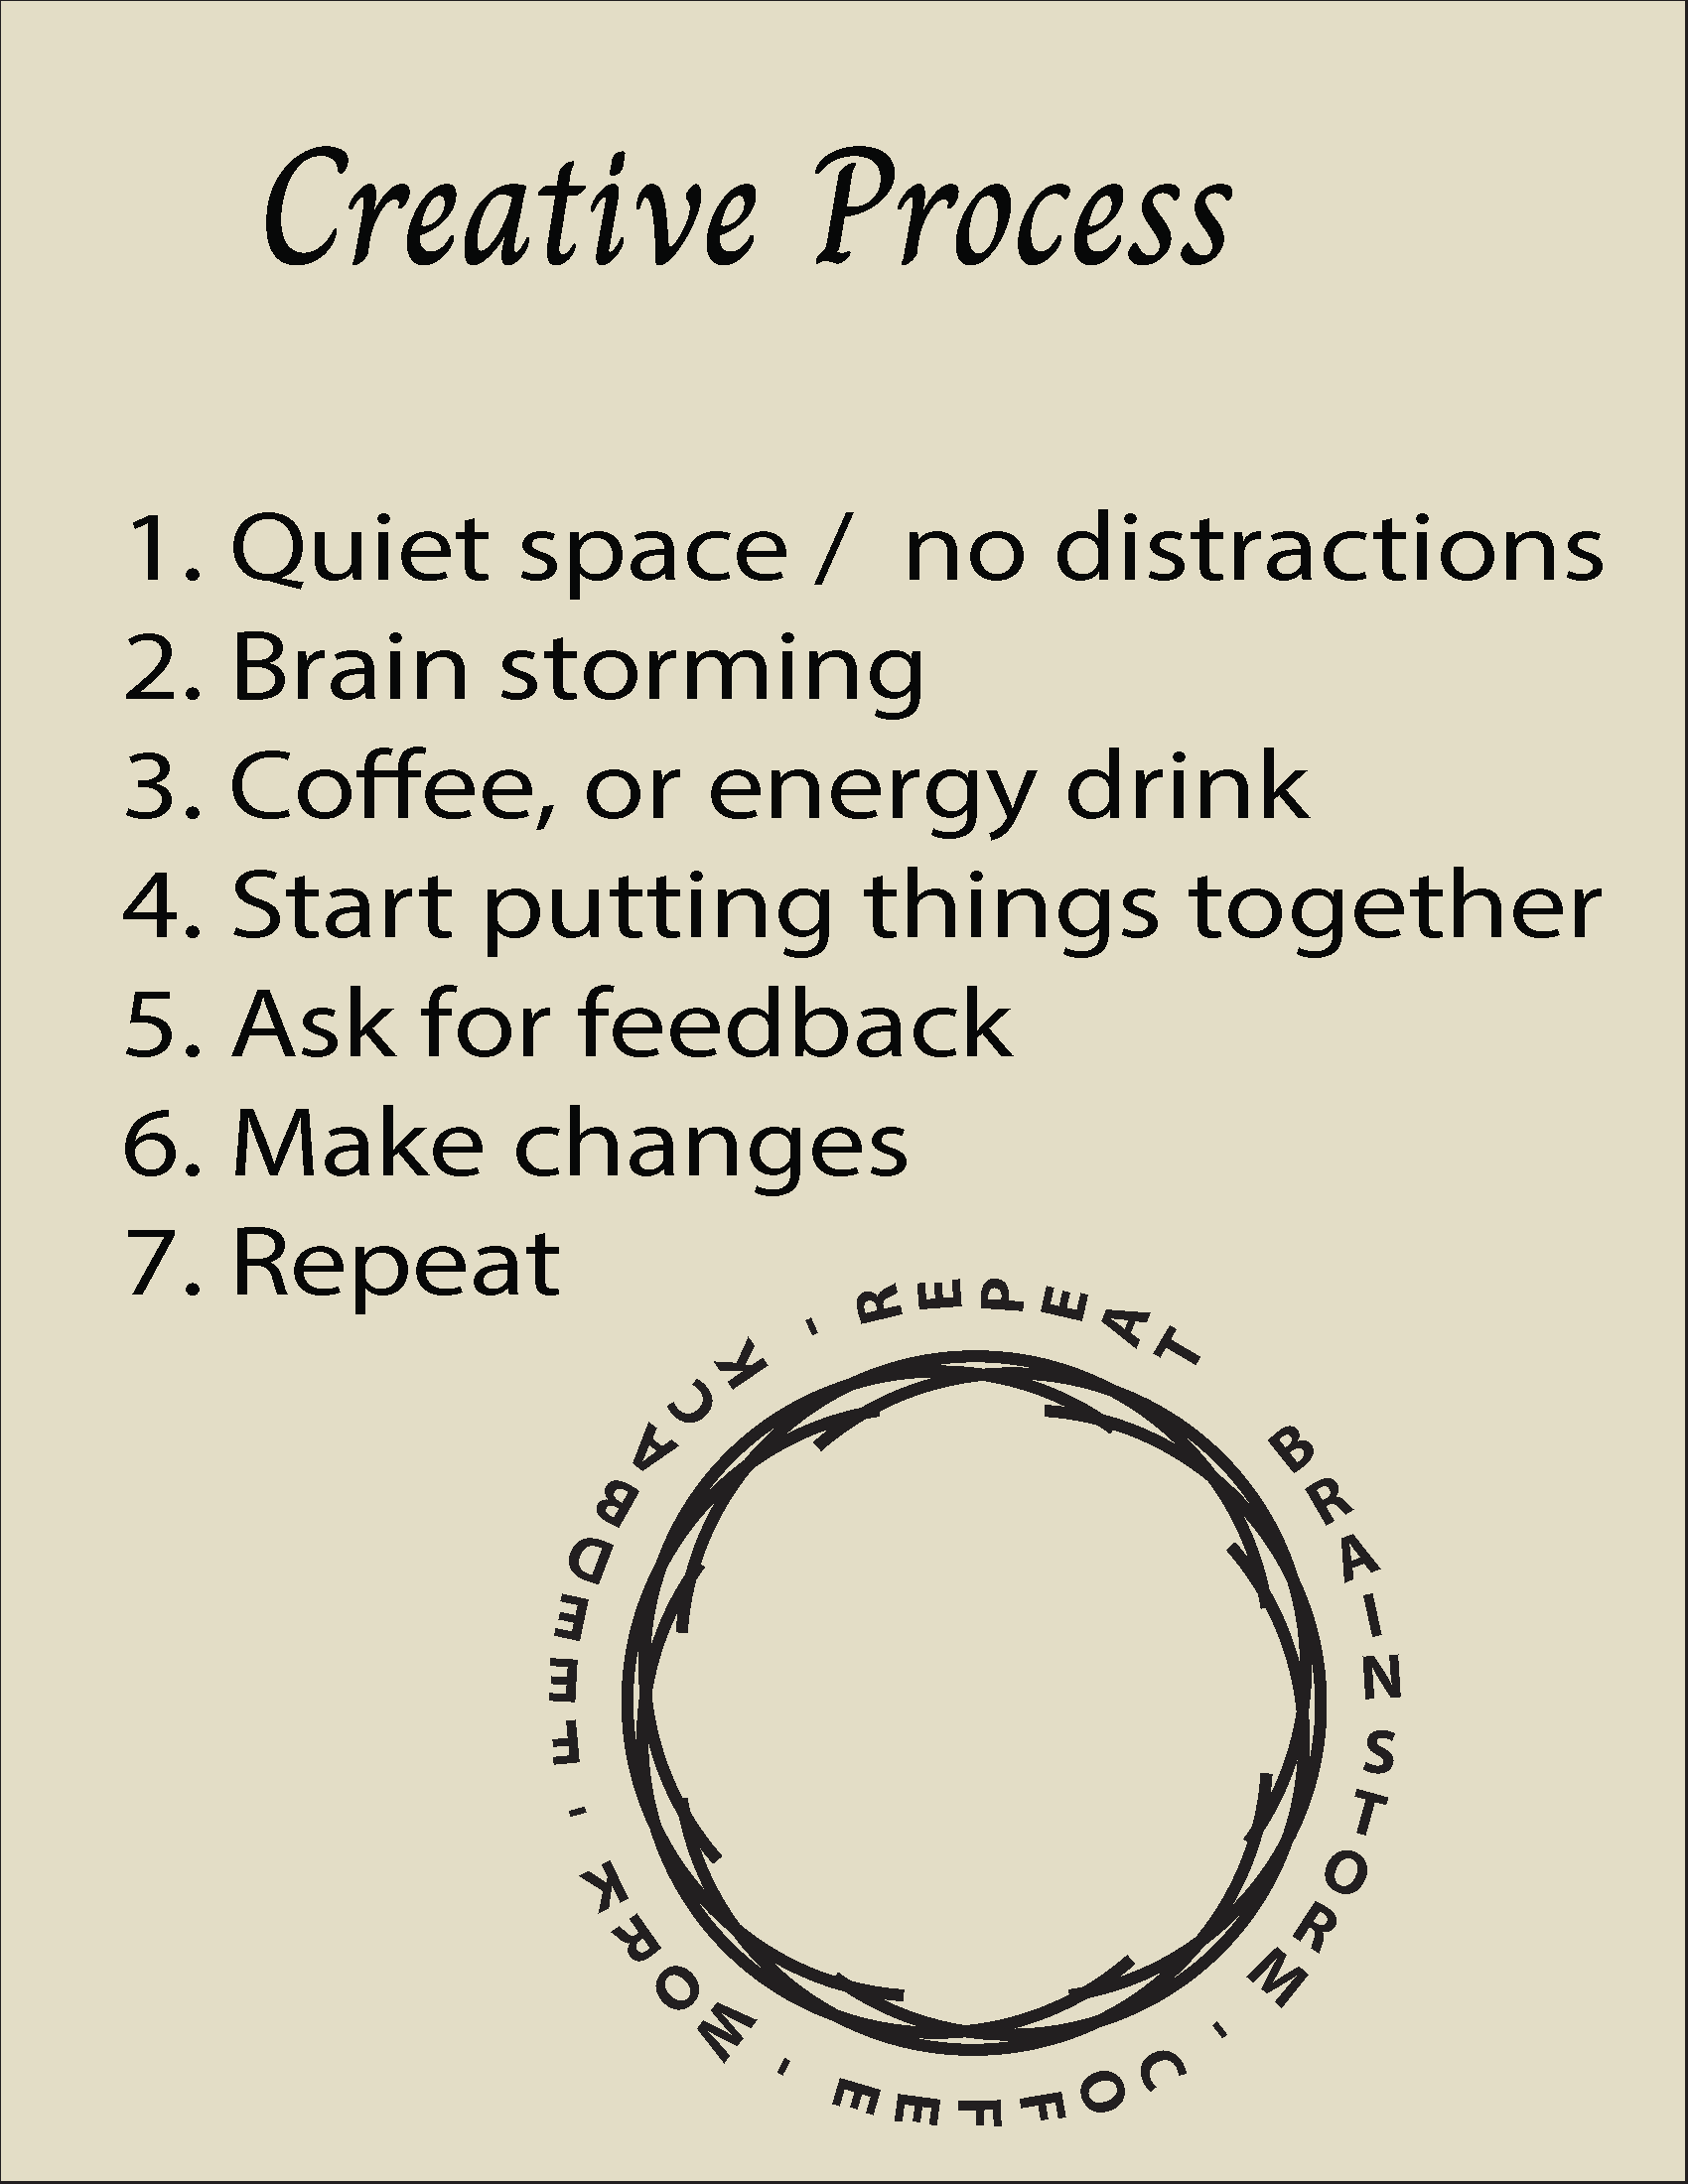 Creative Process
1. Quiet space / no distractions
2. Brain storming
3. Coffee, or energy drink
4. Start putting things together
5. Ask for feedback
6. Make changes
7. Repeat
BRAINSTORM - COFFEE - WORK - FEEDBACK - REPEAT